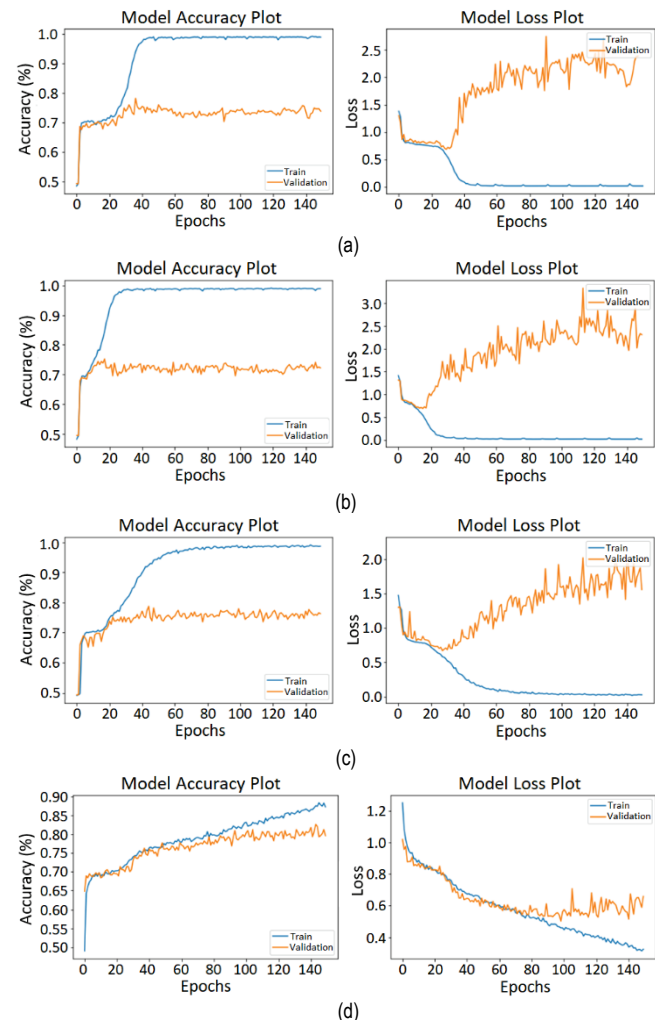 Model Accuracy Plot
Accuracy (%)
1.0
0.9
0.8
0.7
0.6
0.5
0 20 40 60 80 100 120 140
Epochs
Train
Validation
Model Loss Plot
Loss
2.5
2.0
1.5
1.0
0.5
0.0
0 20 40 60 80 100 120 140
Epochs
Train
Validation
(a)
Model Accuracy Plot
Accuracy (%)
1.0
0.9
0.8
0.7
0.6
0.5
0 20 40 60 80 100 120 140
Epochs
Train
Validation
Model Loss Plot
Loss
3.0
2.5
2.0
1.5
1.0
0.5
0.0
0 20 40 60 80 100 120 140
Epochs
Train
Validation
(b)
Model Accuracy Plot
Accuracy (%)
1.0
0.9
0.8
0.7
0.6
0.5
0 20 40 60 80 100 120 140
Epochs
Train
Validation
Model Loss Plot
Loss
2.0
1.5
1.0
0.5
0.0
0 20 40 60 80 100 120 140
Epochs
Train
Validation
(c)
Model Accuracy Plot
Accuracy (%)
0.90
0.85
0.80
0.75
0.70
0.65
0.60
0.55
0.50
0 20 40 60 80 100 120 140
Epochs
Train
Validation
Model Loss Plot
Loss
1.2
1.0
0.8
0.6
0.4
0 20 40 60 80 100 120 140
Epochs
Train
Validation
(d)